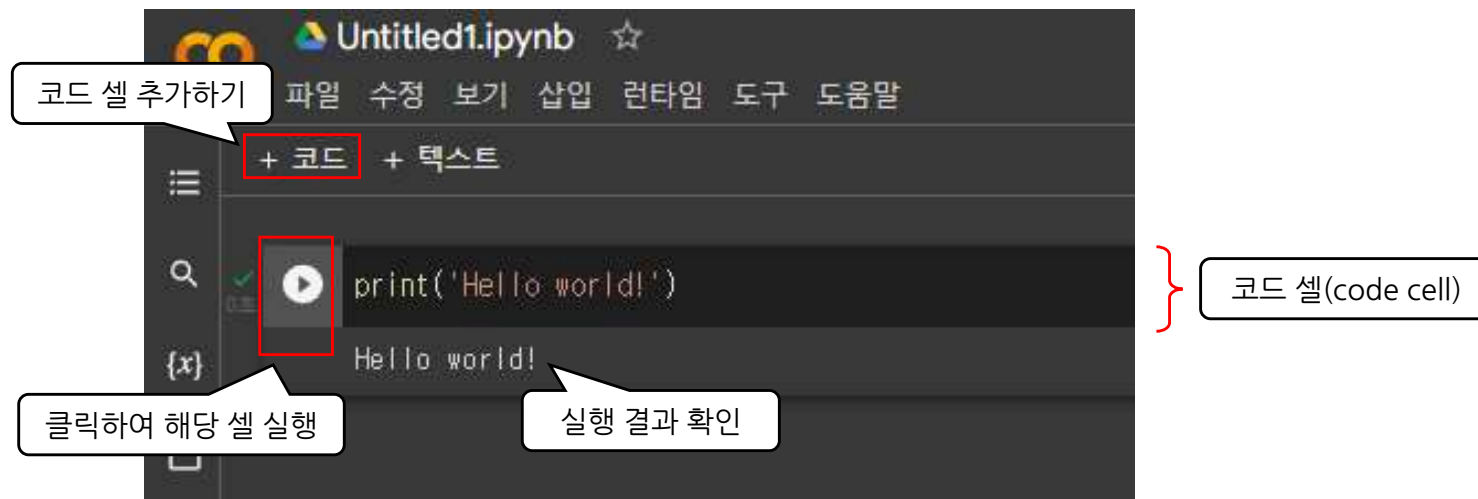 Untitled1.ipynb
코드 셀 추가하기
파일 수정 보기 삽입 런타임 도구 도움말
+ 코드 + 텍스트
print('Hello world!')
코드 셀(code cell)
{x}
Hello world!
클릭하여 해당 셀 실행
실행 결과 확인